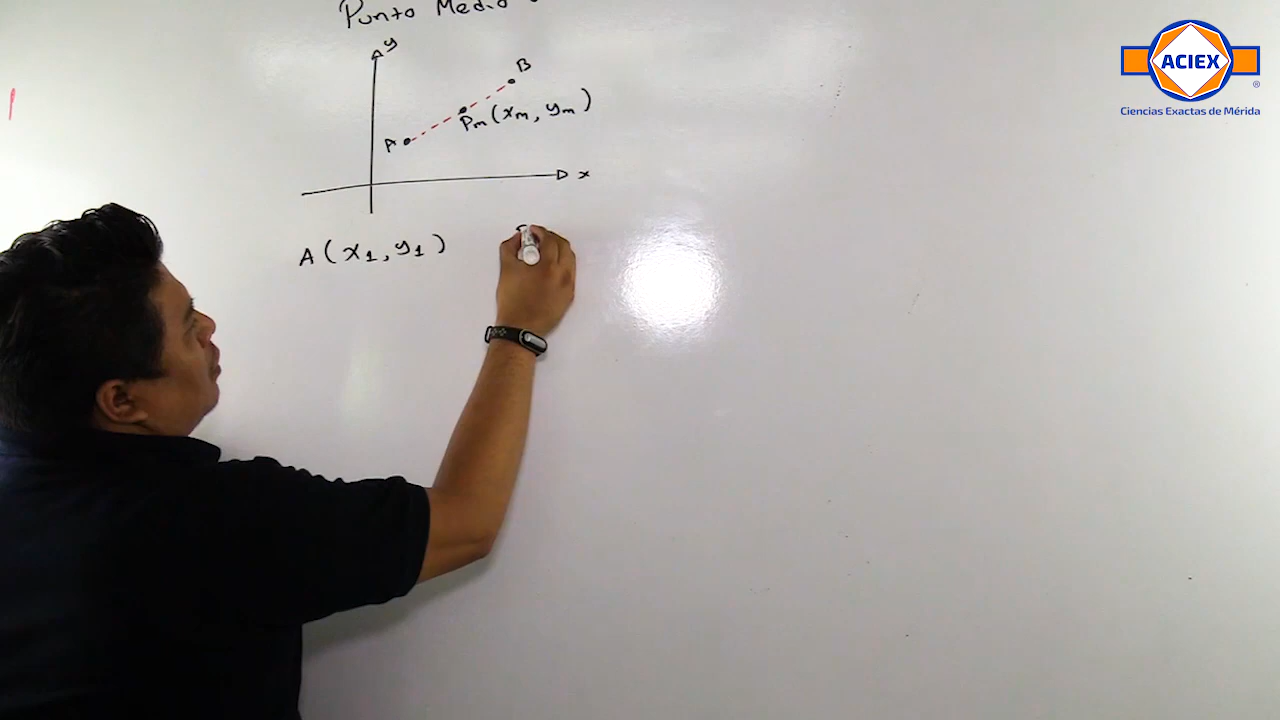 Punto Medio
y
B
Pm (xm, ym)
A
x
A (x1, y1)
ACIEX
®
Ciencias Exactas de Mérida